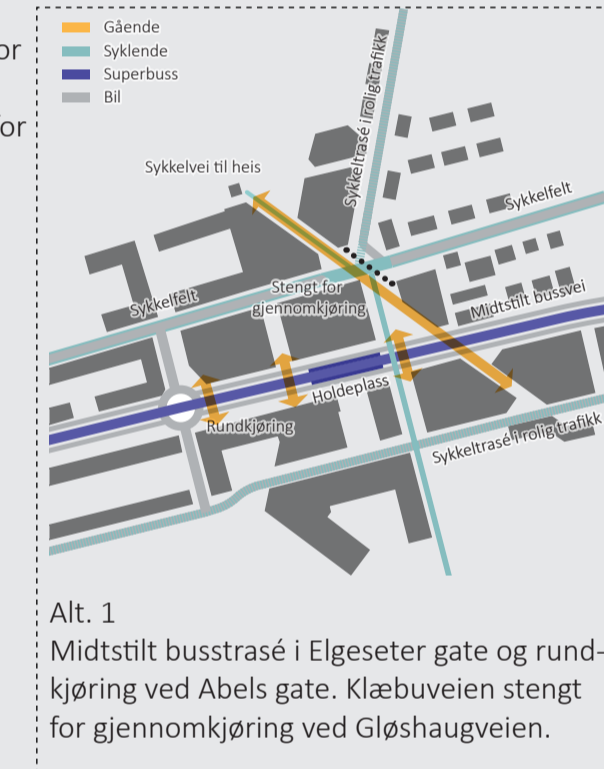 or
for
Gående
Syklende
Superbuss
Bil
Sykkeltrasé i rolig trafikk
Sykkelvei til heis
Sykkelfelt
Stengt for
gjennomkjøring
Sykkelfelt
Midtstilt bussvei
Holdeplass
Rundkjøring
Sykkeltrasé i rolig trafikk
Alt. 1
Midtstilt busstrasé i Elgeseter gate og rund-
kjøring ved Abels gate. Klæbuveien stengt
for gjennomkjøring ved Gløshaugveien.